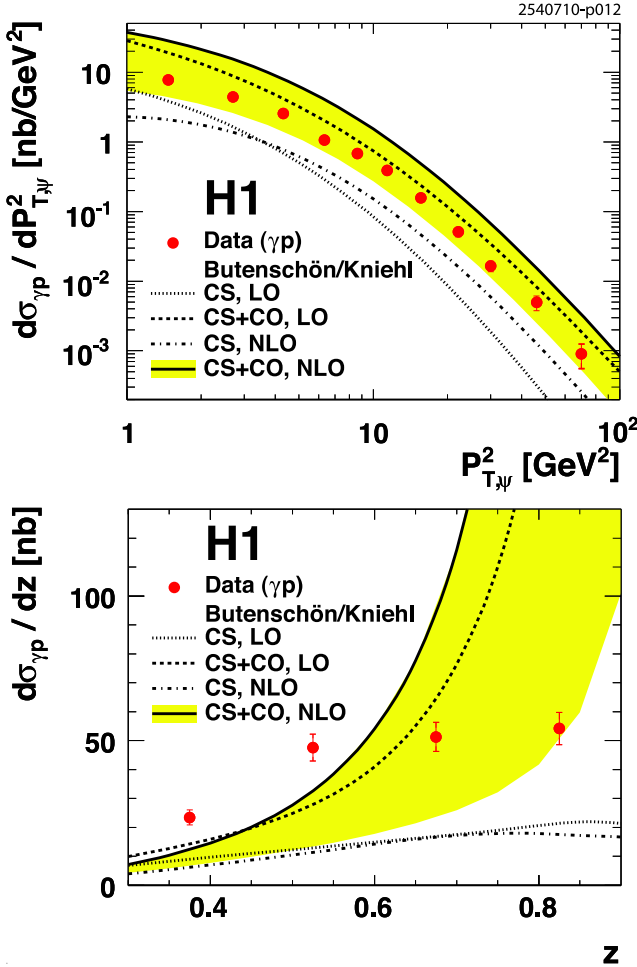 2540710-p012
dσγp / dP²T,ψ [nb/GeV²]
10
1
10⁻¹
10⁻²
10⁻³
H1
Data (γp)
Butenschön/Kniehl
CS, LO
CS+CO, LO
CS, NLO
CS+CO, NLO
1
10
10²
P²T,ψ [GeV²]
dσγp / dz [nb]
100
50
0
H1
Data (γp)
Butenschön/Kniehl
CS, LO
CS+CO, LO
CS, NLO
CS+CO, NLO
0.4
0.6
0.8
z